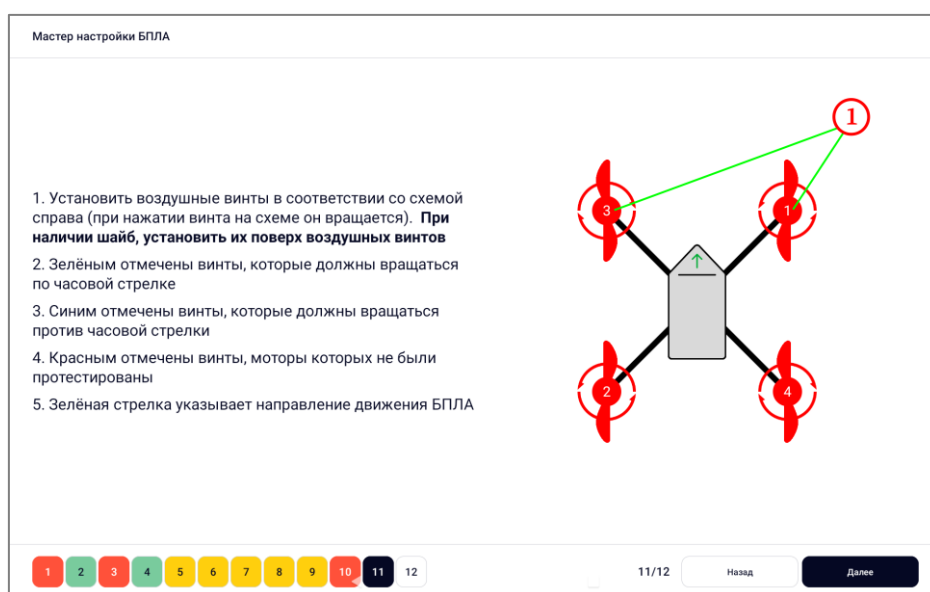 Мастер настройки БПЛА
1
1. Установить воздушные винты в соответствии со схемой
справа (при нажатии винта на схеме он вращается). При
наличии шайб, установить их поверх воздушных винтов
2. Зелёным отмечены винты, которые должны вращаться
по часовой стрелке
3. Синим отмечены винты, которые должны вращаться
против часовой стрелки
4. Красным отмечены винты, моторы которых не были
протестированы
5. Зелёная стрелка указывает направление движения БПЛА
3 1
2 4
1 2 3 4 5 6 7 8 9 10 11 12 11/12 Назад Далее